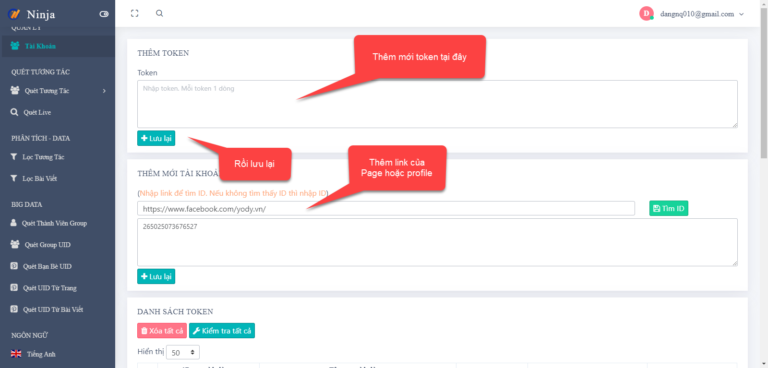 Ninja
dangnq010@gmail.com
QUẢN LÝ
Tài Khoản
QUÉT TƯƠNG TÁC
Quét Tương Tác
Quét Live
PHÂN TÍCH - DATA
Lọc Tương Tác
Lọc Bài Viết
BIG DATA
Quét Thành Viên Group
Quét Group UID
Quét Bạn Bè UID
Quét UID Từ Trang
Quét UID Từ Bài Viết
NGÔN NGỮ
Tiếng Anh
THÊM TOKEN
Thêm mới token tại đây
Token
Nhập token. Mỗi token 1 dòng
Lưu lại
Rồi lưu lại
Thêm link của
Page hoặc profile
THÊM MỚI TÀI KHOẢ
(Nhập link để tìm ID. Nếu không tìm thấy ID thì nhập ID)
https://www.facebook.com/yody.vn/
Tìm ID
265025073676527
Lưu lại
DANH SÁCH TOKEN
Xóa tất cả
Kiểm tra tất cả
Hiển thị 50